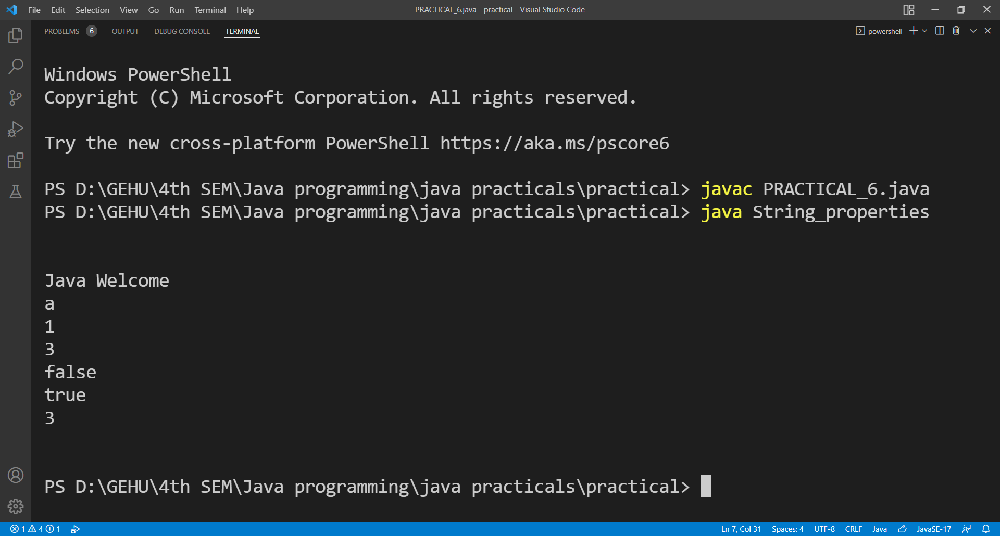 File Edit Selection View Go Run Terminal Help PRACTICAL_6.java - practical - Visual Studio Code
PROBLEMS 6 OUTPUT DEBUG CONSOLE TERMINAL powershell
Windows PowerShell
Copyright (C) Microsoft Corporation. All rights reserved.
Try the new cross-platform PowerShell https://aka.ms/pscore6
PS D:\GEHU\4th SEM\Java programming\java practicals\practical> javac PRACTICAL_6.java
PS D:\GEHU\4th SEM\Java programming\java practicals\practical> java String_properties
Java Welcome
a
1
3
false
true
3
PS D:\GEHU\4th SEM\Java programming\java practicals\practical>
1 4 1 Ln 7, Col 31 Spaces: 4 UTF-8 CRLF Java JavaSE-17